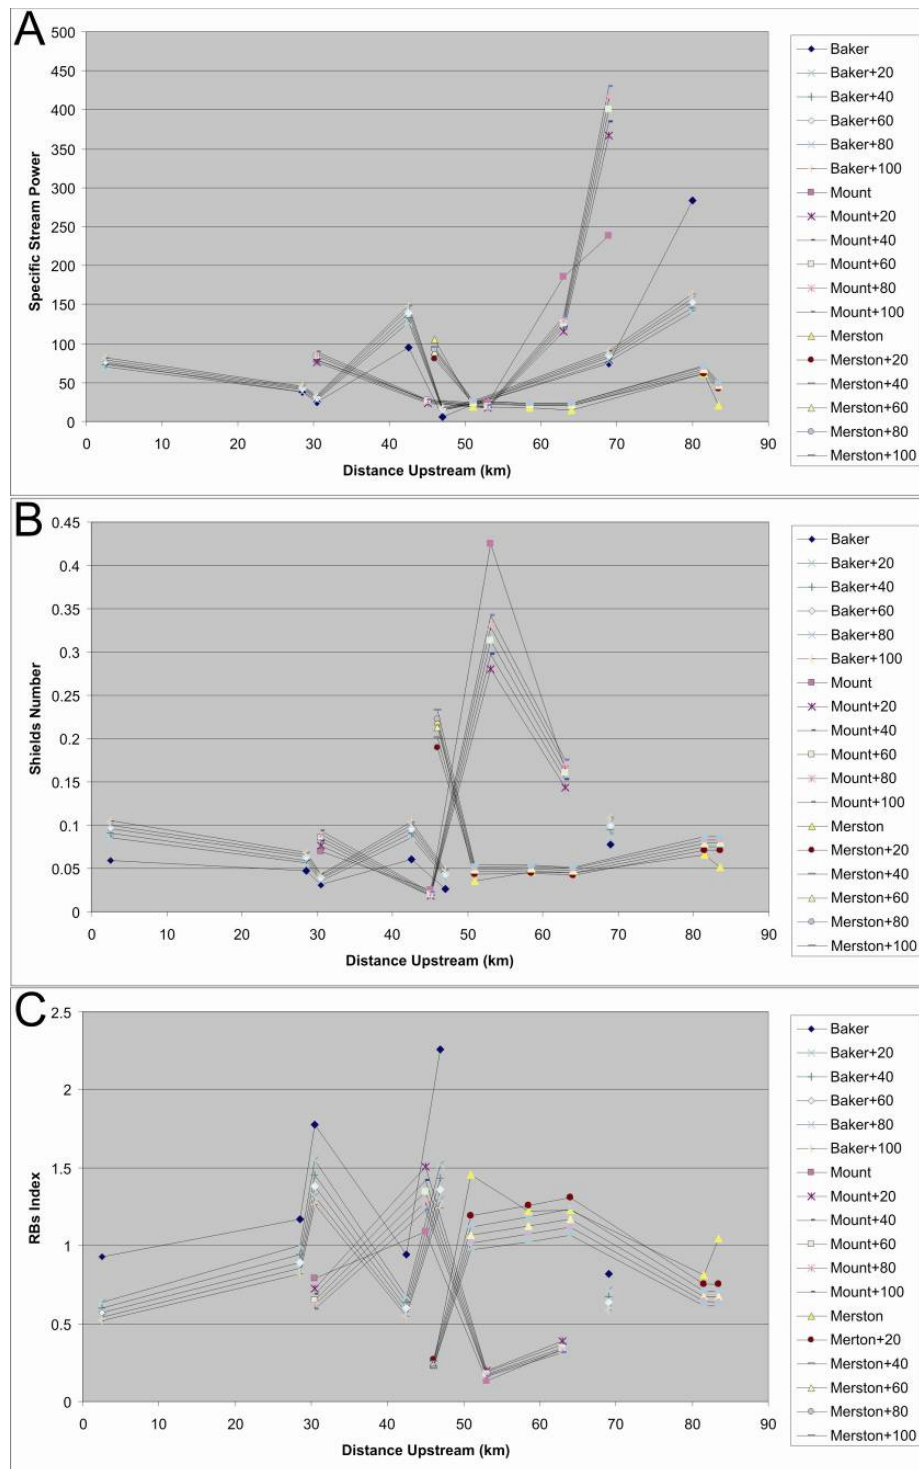 A
500
450
400
350
300
250
200
150
100
50
0
Specific Stream Power
0 10 20 30 40 50 60 70 80 90
Distance Upstream (km)
Baker
Baker+20
Baker+40
Baker+60
Baker+80
Baker+100
Mount
Mount+20
Mount+40
Mount+60
Mount+80
Mount+100
Merston
Merston+20
Merston+40
Merston+60
Merston+80
Merston+100
B
0.45
0.4
0.35
0.3
0.25
0.2
0.15
0.1
0.05
0
Shields Number
0 10 20 30 40 50 60 70 80 90
Distance Upstream (km)
Baker
Baker+20
Baker+40
Baker+60
Baker+80
Baker+100
Mount
Mount+20
Mount+40
Mount+60
Mount+80
Mount+100
Merston
Merston+20
Merston+40
Merston+60
Merston+80
Merston+100
C
2.5
2
1.5
1
0.5
0
RBs Index
0 10 20 30 40 50 60 70 80 90
Distance Upstream (km)
Baker
Baker+20
Baker+40
Baker+60
Baker+80
Baker+100
Mount
Mount+20
Mount+40
Mount+60
Mount+80
Mount+100
Merston
Merton+20
Merston+40
Merston+60
Merston+80
Merston+100